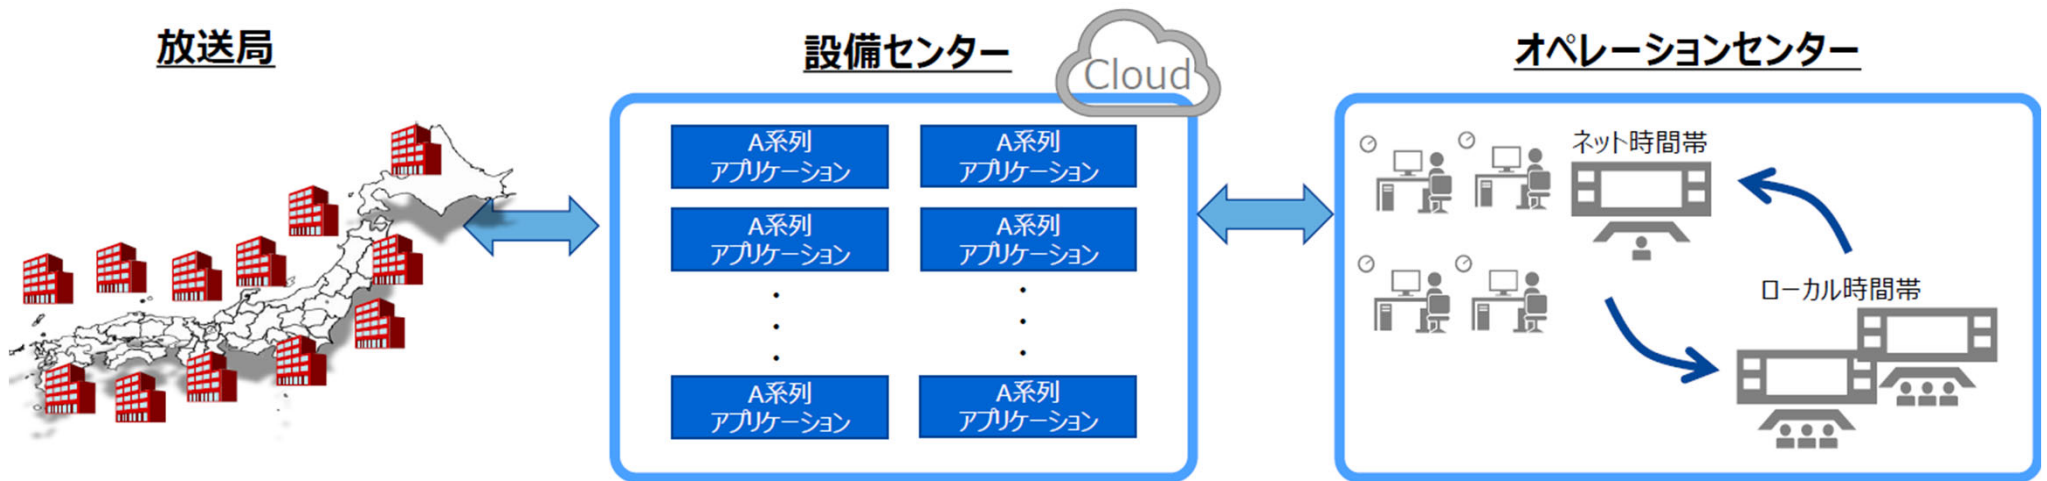 放送局
設備センター
Cloud
オペレーションセンター
A系列
アプリケーション
A系列
アプリケーション
A系列
アプリケーション
A系列
アプリケーション
A系列
アプリケーション
A系列
アプリケーション
ネット時間帯
ローカル時間帯